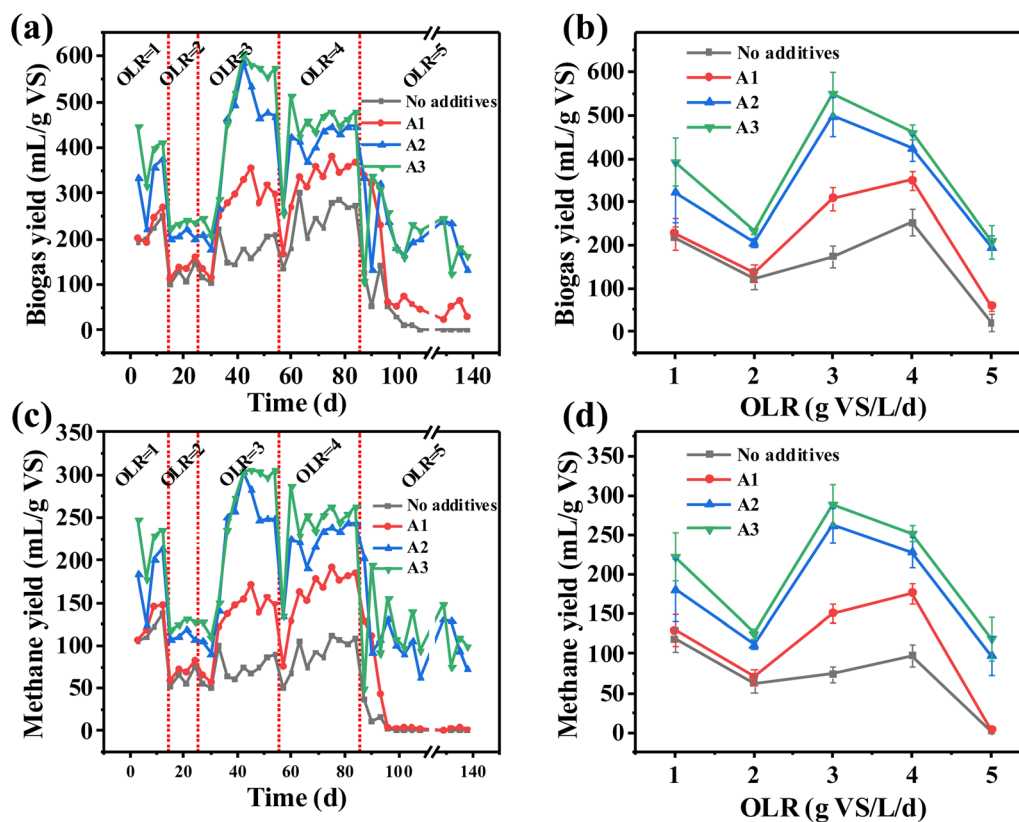 (a)
Biogas yield (mL/g VS)
600
500
400
300
200
100
0
OLR=1
OLR=2
OLR=3
OLR=4
OLR=5
No additives
A1
A2
A3
0 20 40 60 80 100 140
Time (d)
(b)
Biogas yield (mL/g VS)
600
500
400
300
200
100
0
No additives
A1
A2
A3
1 2 3 4 5
OLR (g VS/L/d)
(c)
Methane yield (mL/g VS)
350
300
250
200
150
100
50
0
OLR=1
OLR=2
OLR=3
OLR=4
OLR=5
No additives
A1
A2
A3
0 20 40 60 80 100 140
Time (d)
(d)
Methane yield (mL/g VS)
350
300
250
200
150
100
50
0
No additives
A1
A2
A3
1 2 3 4 5
OLR (g VS/L/d)